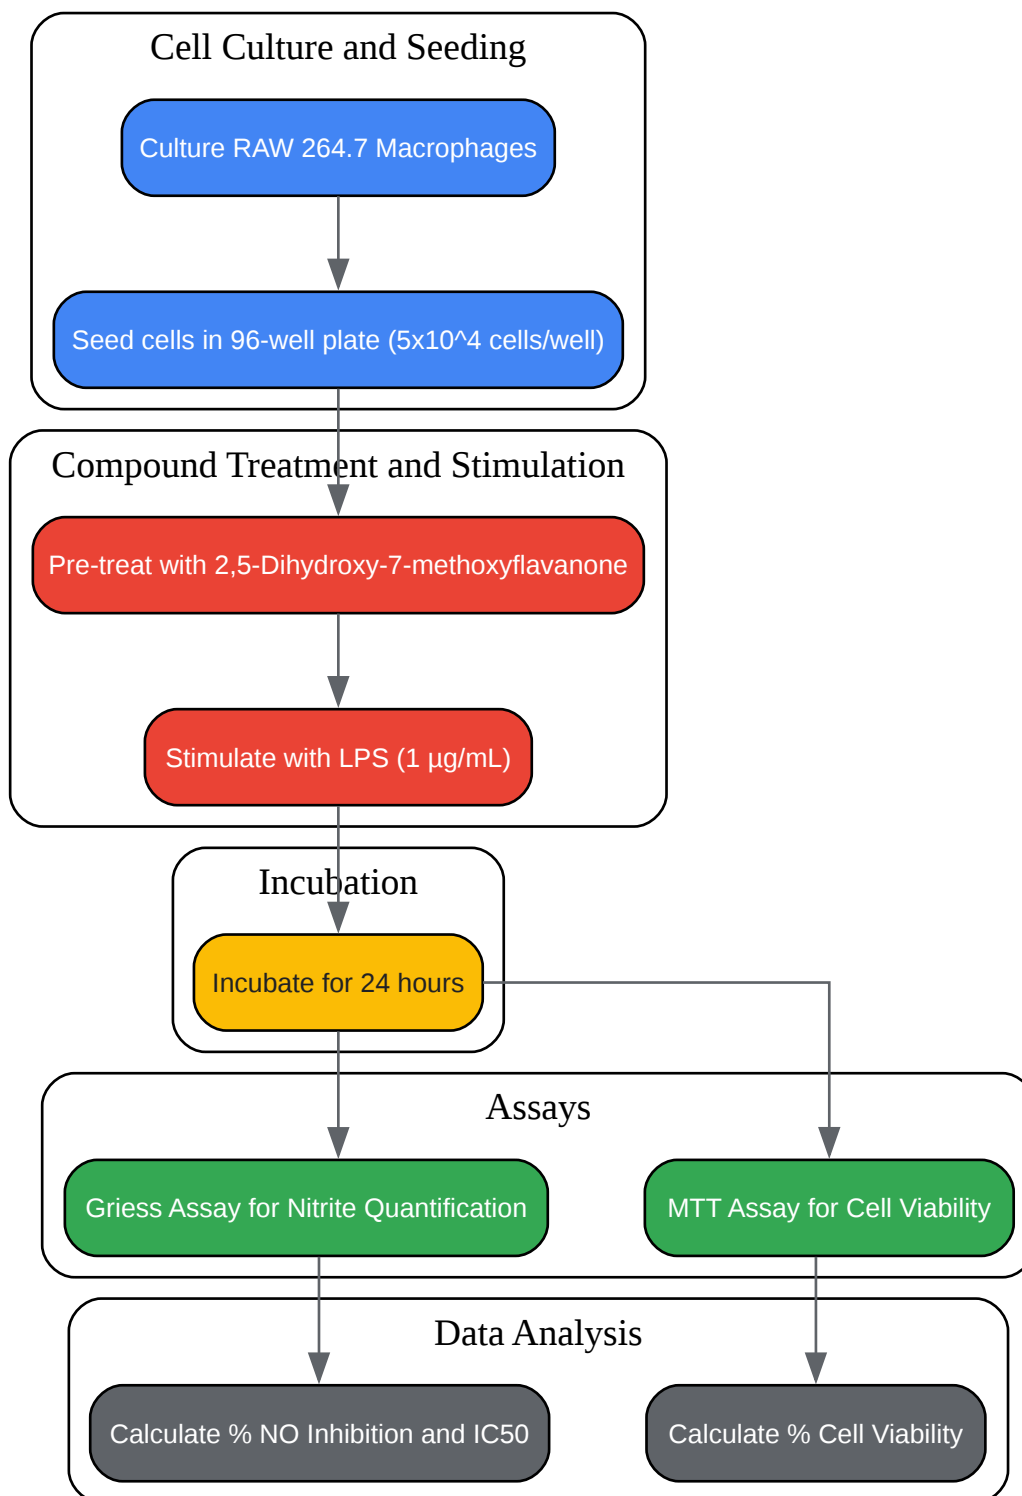 Cell Culture and Seeding
Culture RAW 264.7 Macrophages
Seed cells in 96-well plate (5x10^4 cells/well)
Compound Treatment and Stimulation
Pre-treat with 2,5-Dihydroxy-7-methoxyflavanone
Stimulate with LPS (1 µg/mL)
Incubation
Incubate for 24 hours
Assays
Griess Assay for Nitrite Quantification
MTT Assay for Cell Viability
Data Analysis
Calculate % NO Inhibition and IC50
Calculate % Cell Viability